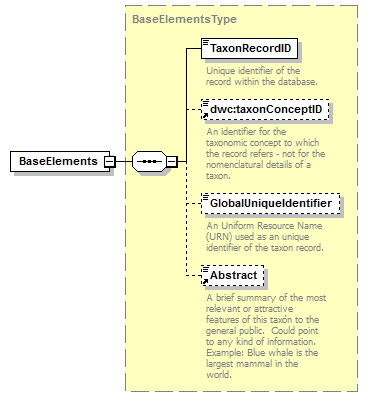 BaseElementsType
TaxonRecordID
Unique identifier of the
record within the database.
dwc:taxonConceptID
An identifier for the
taxonomic concept to which
the record refers - not for the
nomenclatural details of a
taxon.
BaseElements
GlobalUniqueIdentifier
An Uniform Resource Name
(URN) used as an unique
identifier of the taxon record.
Abstract
A brief summary of the most
relevant or attractive
features of this taxón to the
general public.  Could point
to any kind of information.
Example: Blue whale is the
largest mammal in the
world.